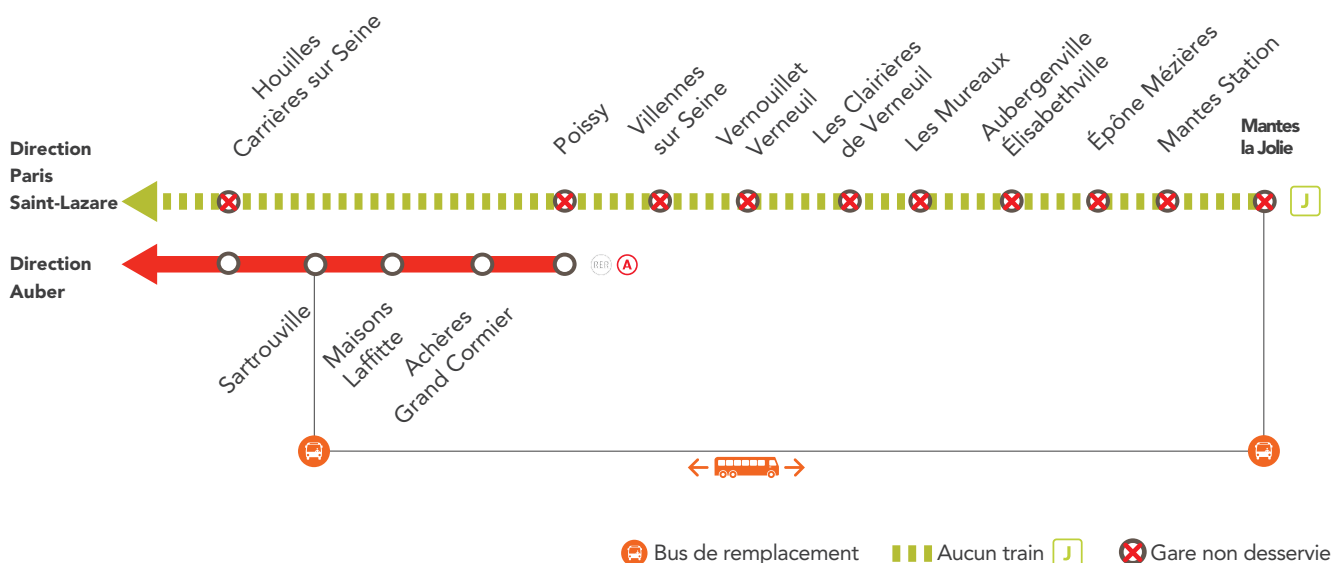 Houilles
Carrières sur Seine
Poissy
Villennes
sur Seine
Vernouillet
Verneuil
Les Clairières
de Verneuil
Les Mureaux
Aubergenville
Élisabethville
Épône Mézières
Mantes Station
Mantes
la Jolie
Direction
Paris
Saint-Lazare
J
Direction
Auber
RER A
Sartrouville
Maisons
Laffitte
Achères
Grand Cormier
Bus de remplacement
Aucun train J
Gare non desservie